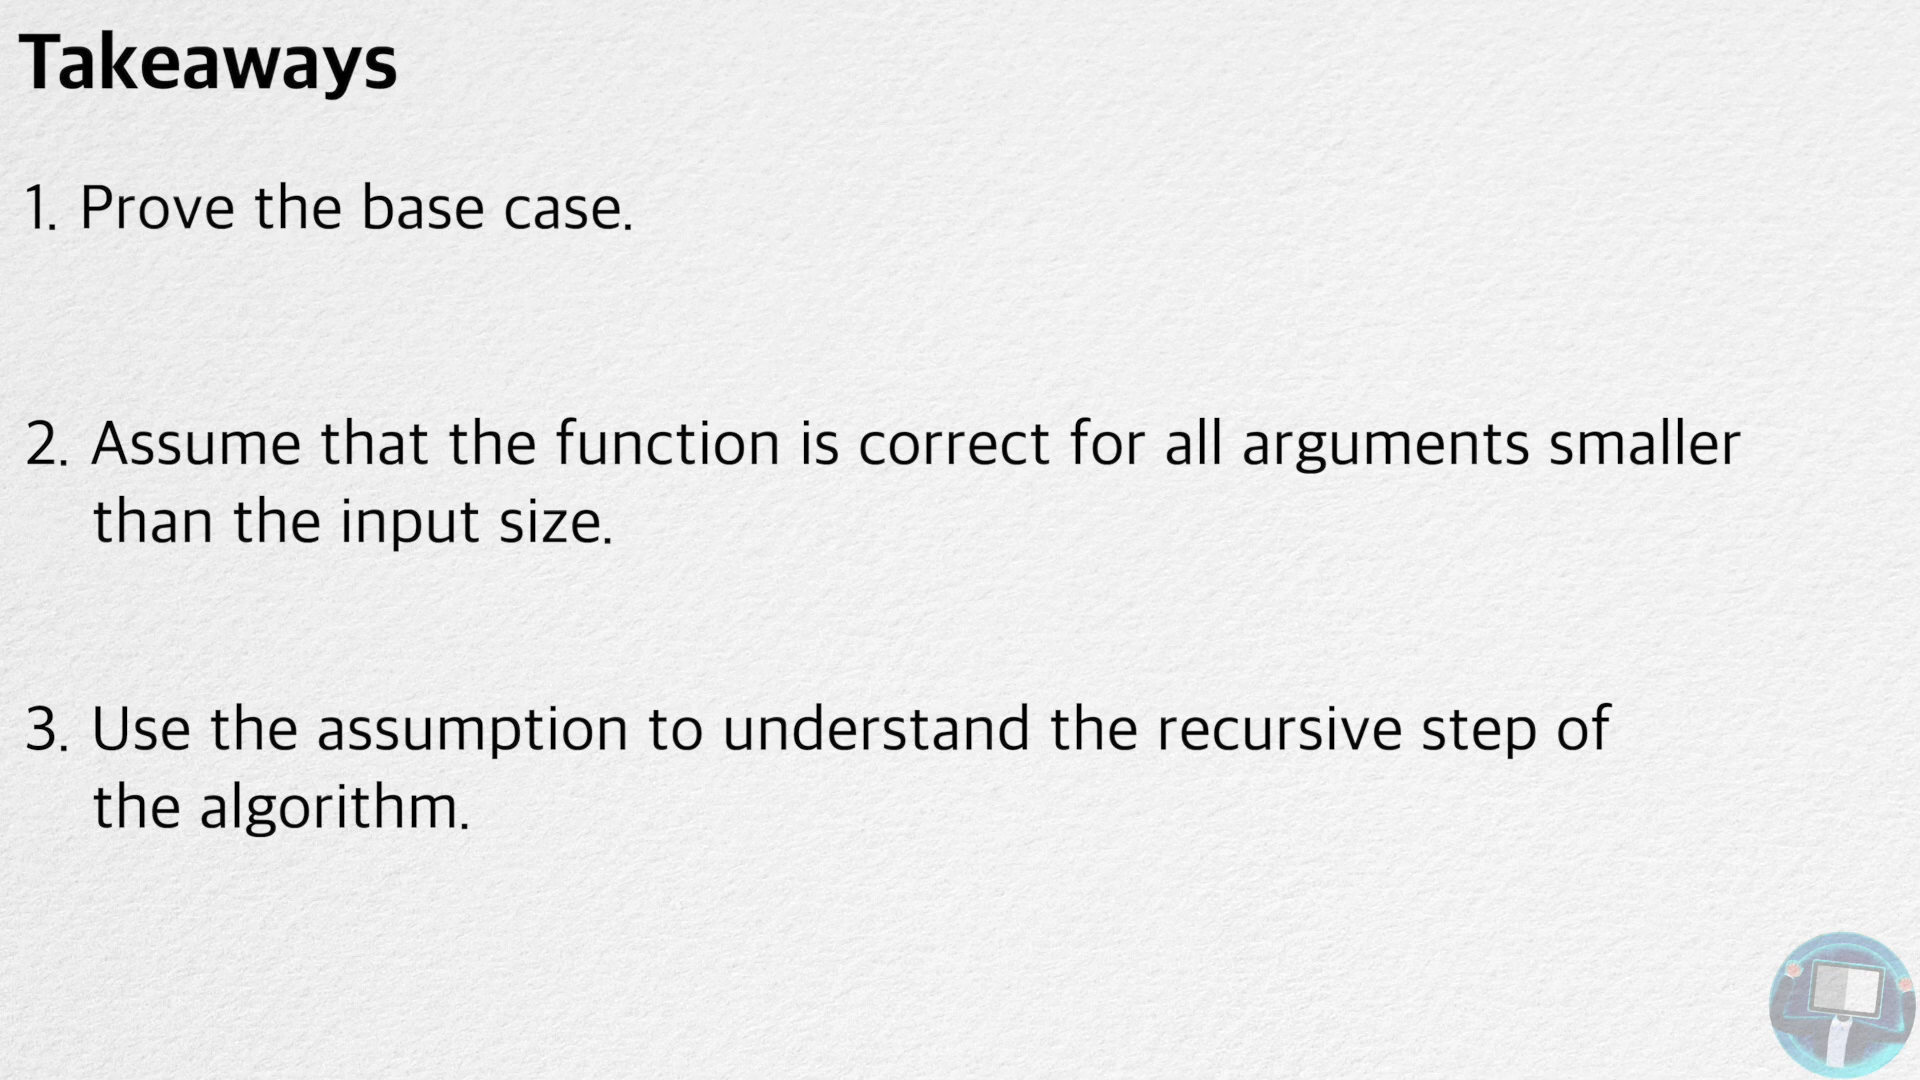 Takeaways
1. Prove the base case.
2. Assume that the function is correct for all arguments smaller
than the input size.
3. Use the assumption to understand the recursive step of
the algorithm.